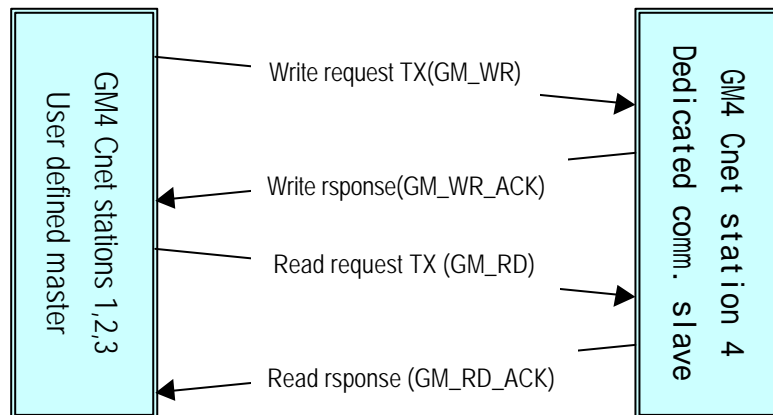 GM4 Cnet stations 1,2,3
User defined master
Write request TX(GM_WR)
Write rsponse(GM_WR_ACK)
Read request TX (GM_RD)
Read rsponse (GM_RD_ACK)
GM4 Cnet station 4
Dedicated comm. slave